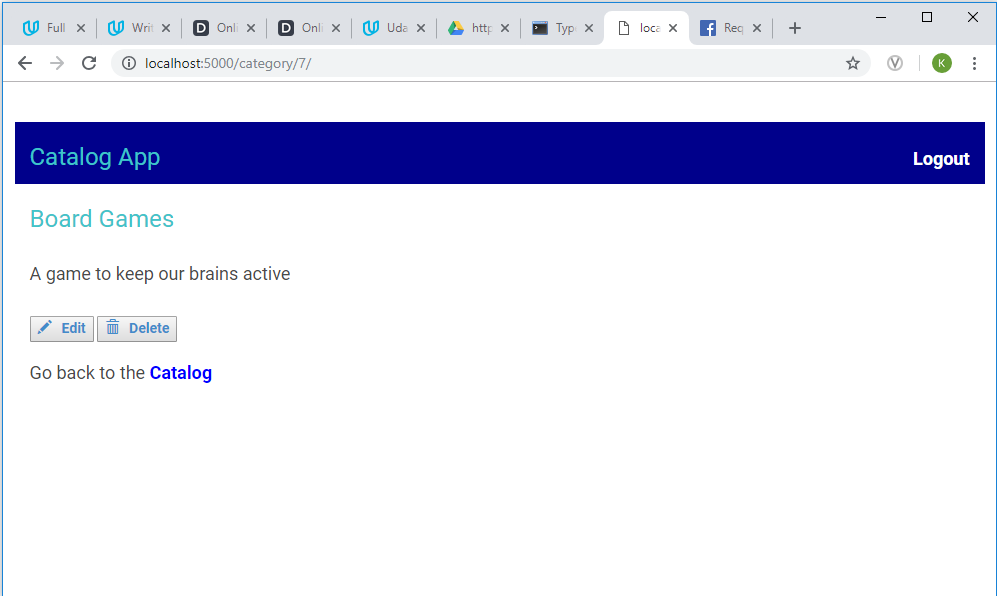 Full Writ Onli Onli Uda http Type loca Req
localhost:5000/category/7/
K
Catalog App Logout
Board Games
A game to keep our brains active
Edit Delete
Go back to the Catalog